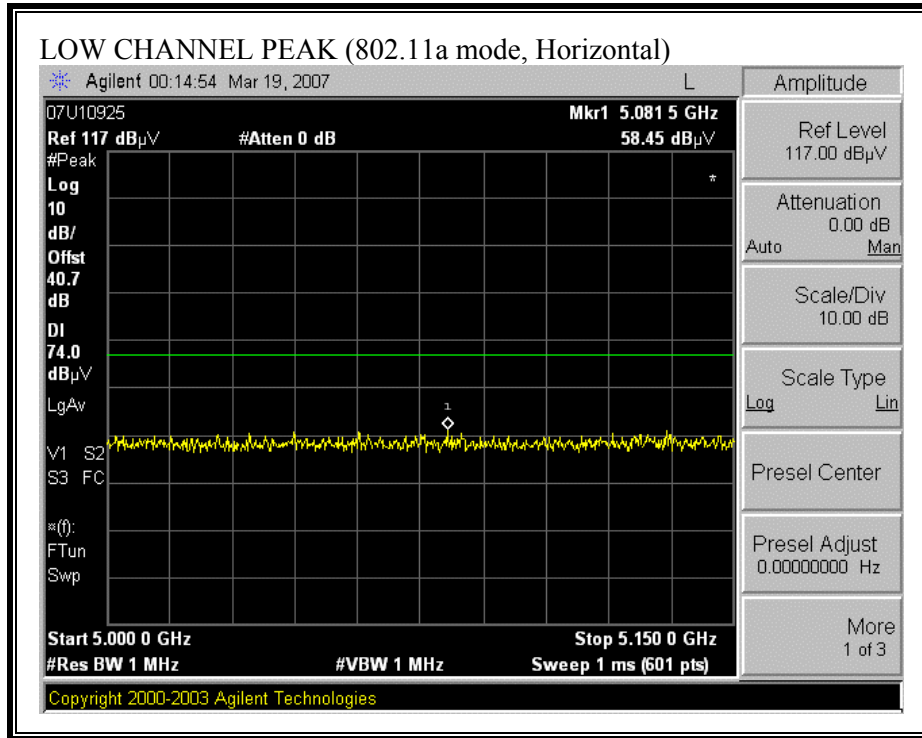 LOW CHANNEL PEAK (802.11a mode, Horizontal)
Agilent 00:14:54 Mar 19, 2007 L
07U10925 Mkr1 5.081 5 GHz
Ref 117 dBµV #Atten 0 dB 58.45 dBµV
#Peak
Log
10
dB/
Offst
40.7
dB
DI
74.0
dBµV
LgAv
1
V1 S2
S3 FC
¤(f):
FTun
Swp
*
Start 5.000 0 GHz Stop 5.150 0 GHz
#Res BW 1 MHz #VBW 1 MHz Sweep 1 ms (601 pts)
Copyright 2000-2003 Agilent Technologies
Amplitude
Ref Level
117.00 dBµV
Attenuation
0.00 dB
Auto Man
Scale/Div
10.00 dB
Scale Type
Log Lin
Presel Center
Presel Adjust
0.00000000 Hz
More
1 of 3